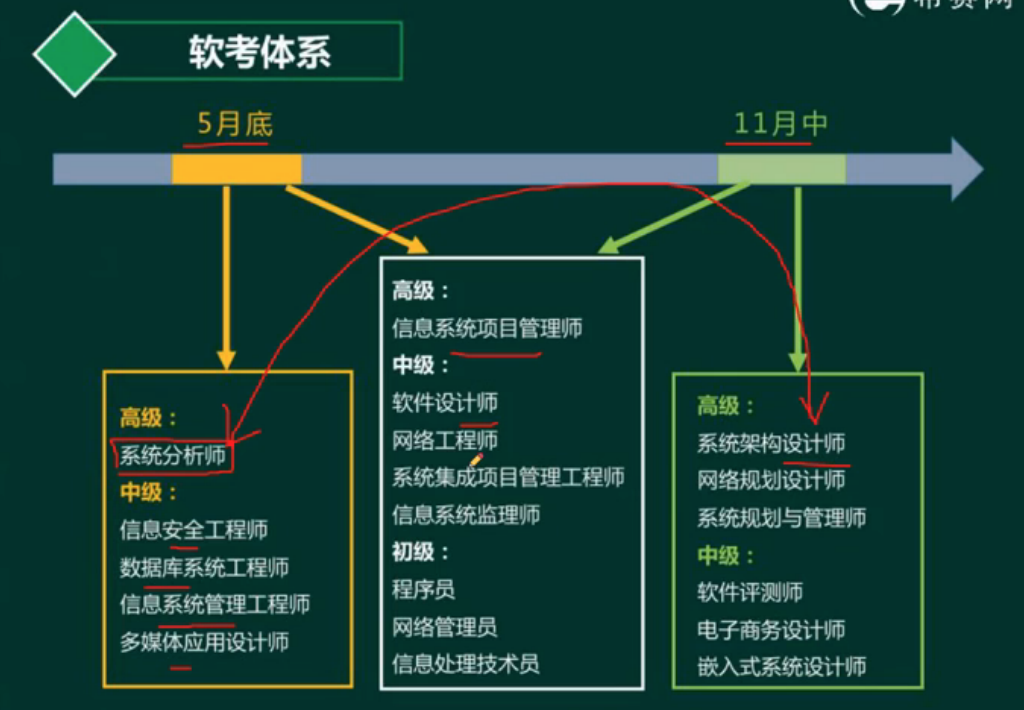 软考体系
5月底
11月中
高级：
系统分析师
中级：
信息安全工程师
数据库系统工程师
信息系统管理工程师
多媒体应用设计师
高级：
信息系统项目管理师
中级：
软件设计师
网络工程师
系统集成项目管理工程师
信息系统监理师
初级：
程序员
网络管理员
信息处理技术员
高级：
系统架构设计师
网络规划设计师
系统规划与管理师
中级：
软件评测师
电子商务设计师
嵌入式系统设计师